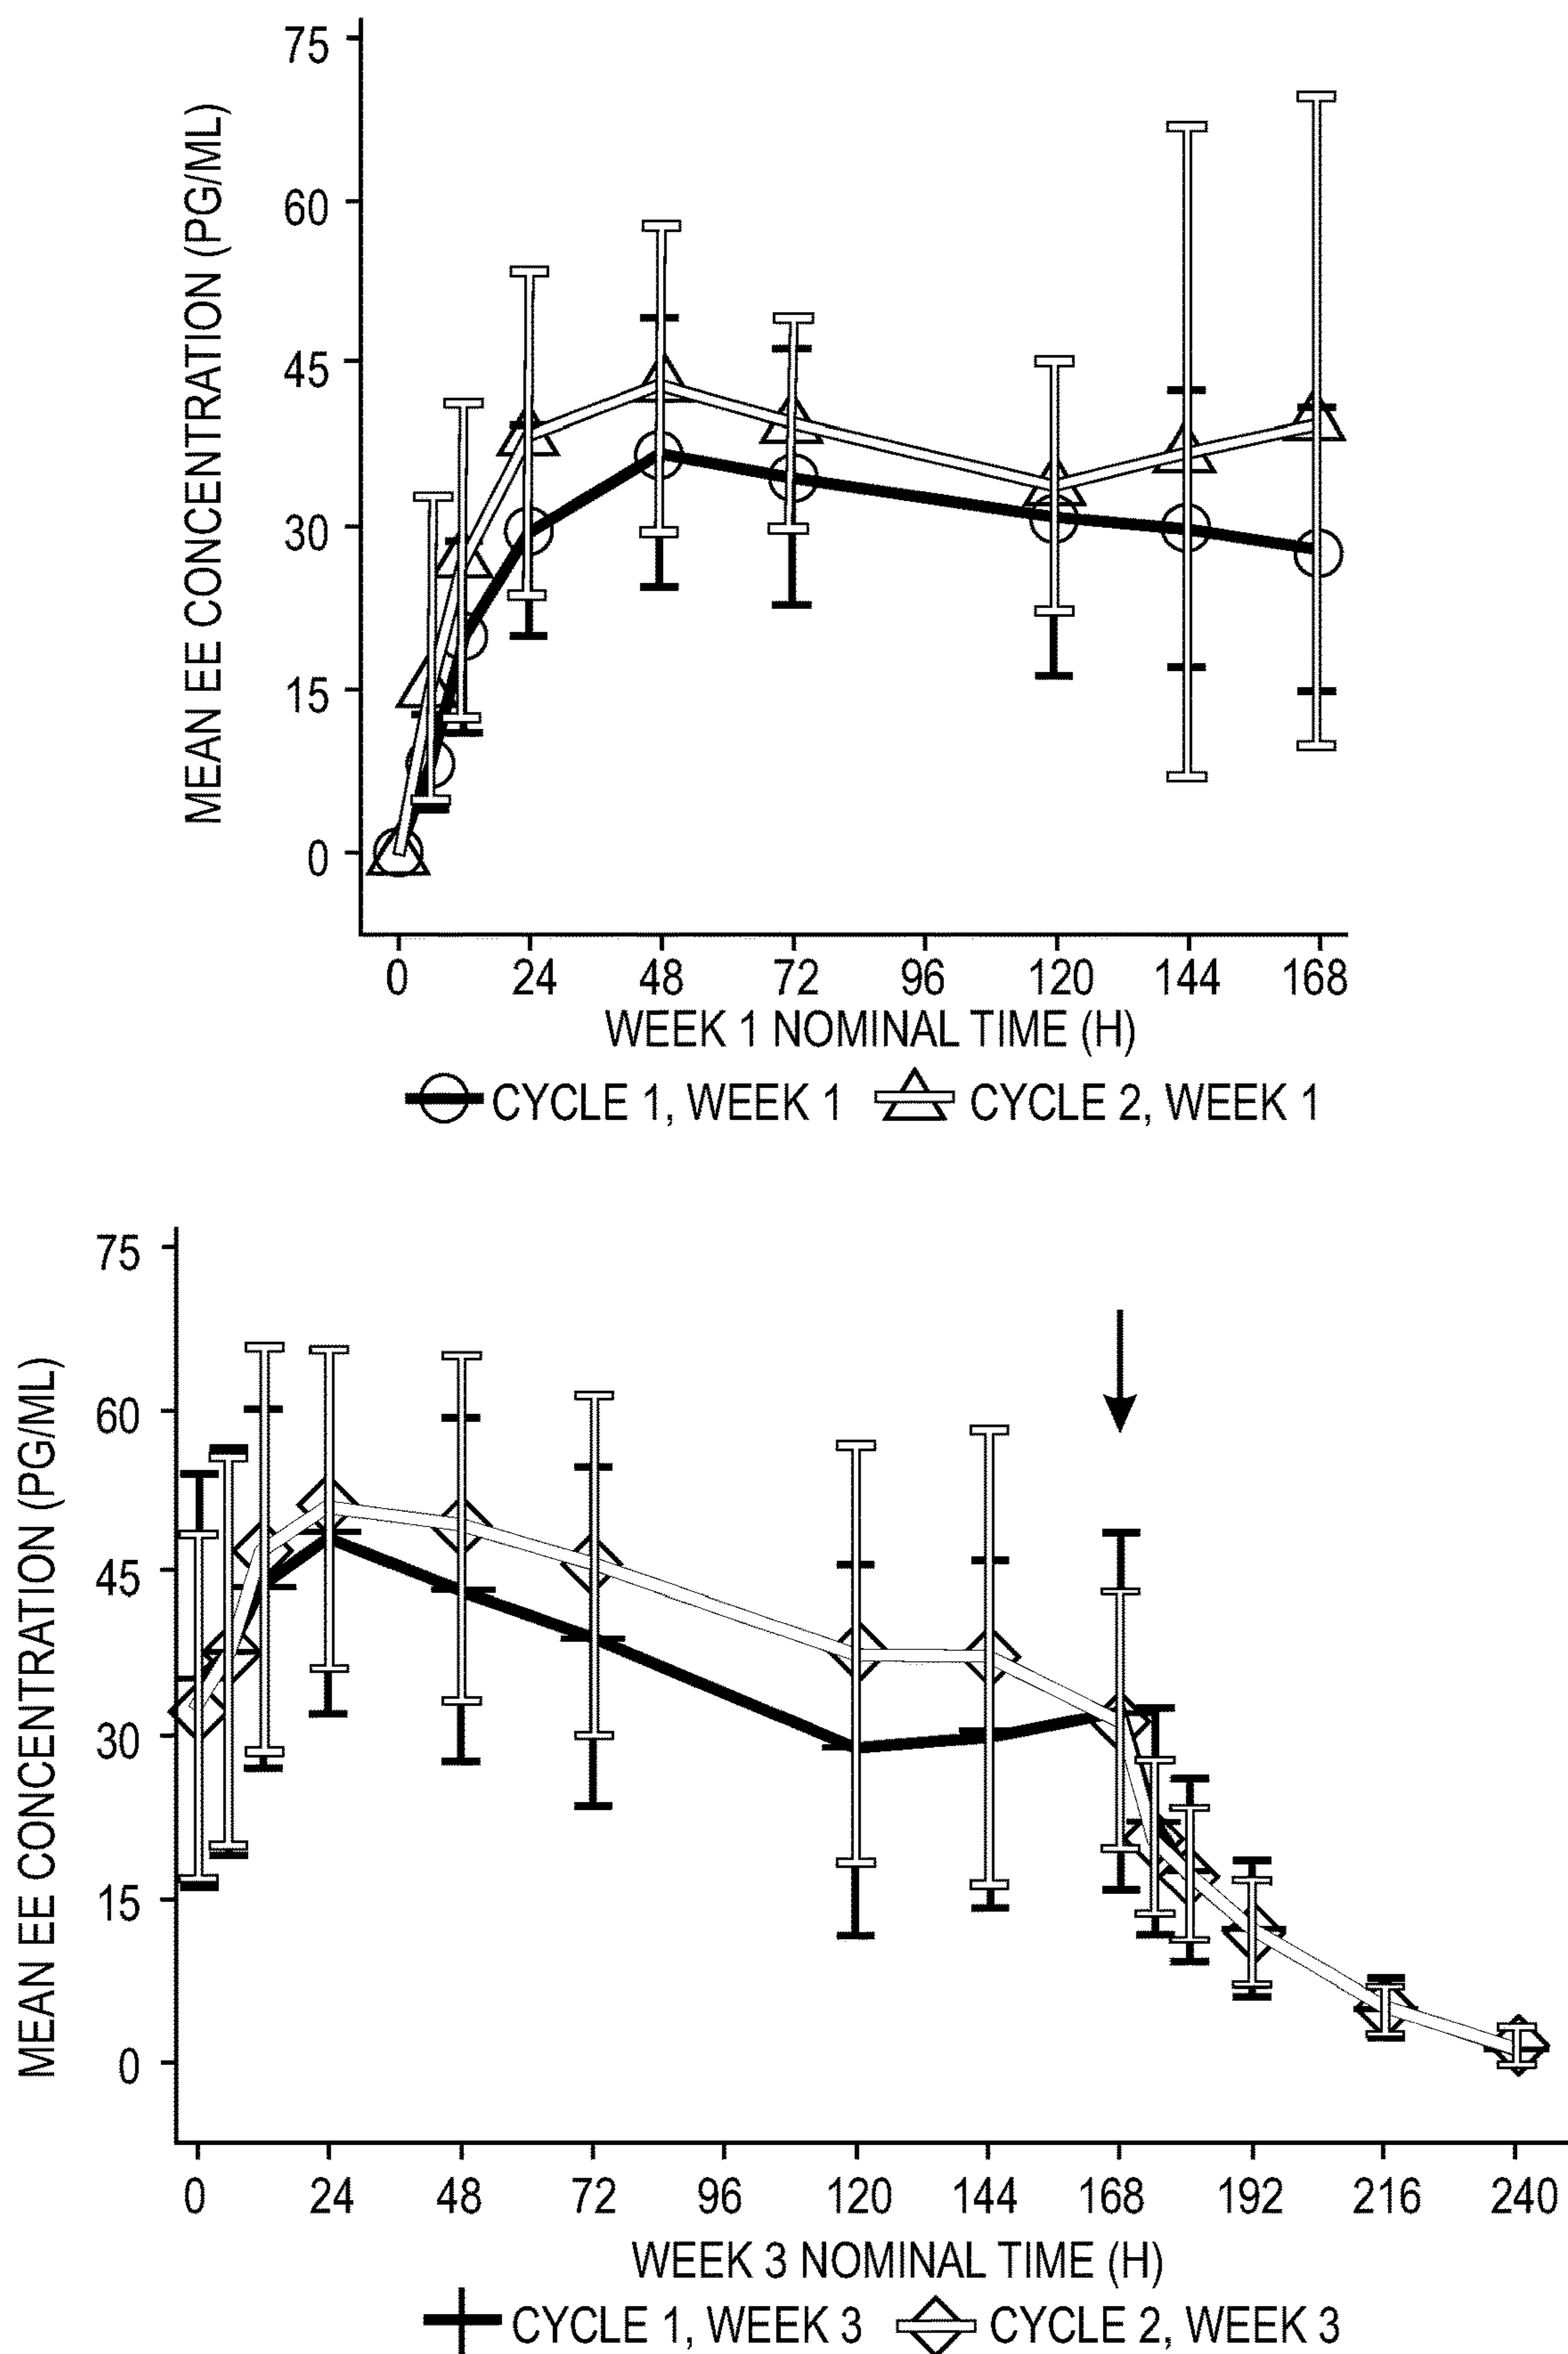 MEAN EE CONCENTRATION (PG/ML)
75
60
45
30
15
0
0 24 48 72 96 120 144 168
WEEK 1 NOMINAL TIME (H)
CYCLE 1, WEEK 1 CYCLE 2, WEEK 1
MEAN EE CONCENTRATION (PG/ML)
75
60
45
30
15
0
0 24 48 72 96 120 144 168 192 216 240
WEEK 3 NOMINAL TIME (H)
CYCLE 1, WEEK 3 CYCLE 2, WEEK 3